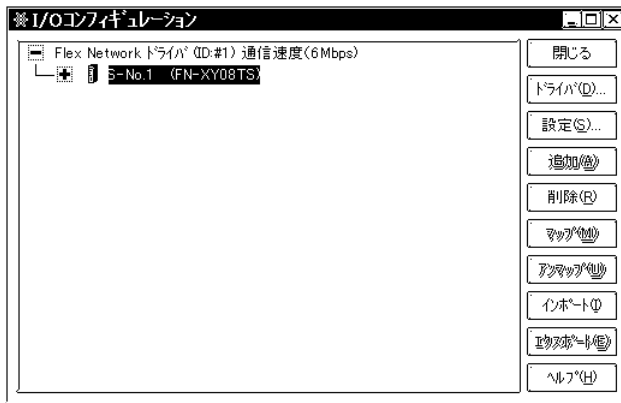 I/Oコンフィギュレーション
Flex Network ドライバ (ID:#1) 通信速度(6Mbps)
S-No.1 (FN-XY08TS)
閉じる
ドライバ(D)...
設定(S)...
追加(A)
削除(R)
マップ(M)
アンマップ(U)
インポート(I)
エクスポート(E)
ヘルプ(H)